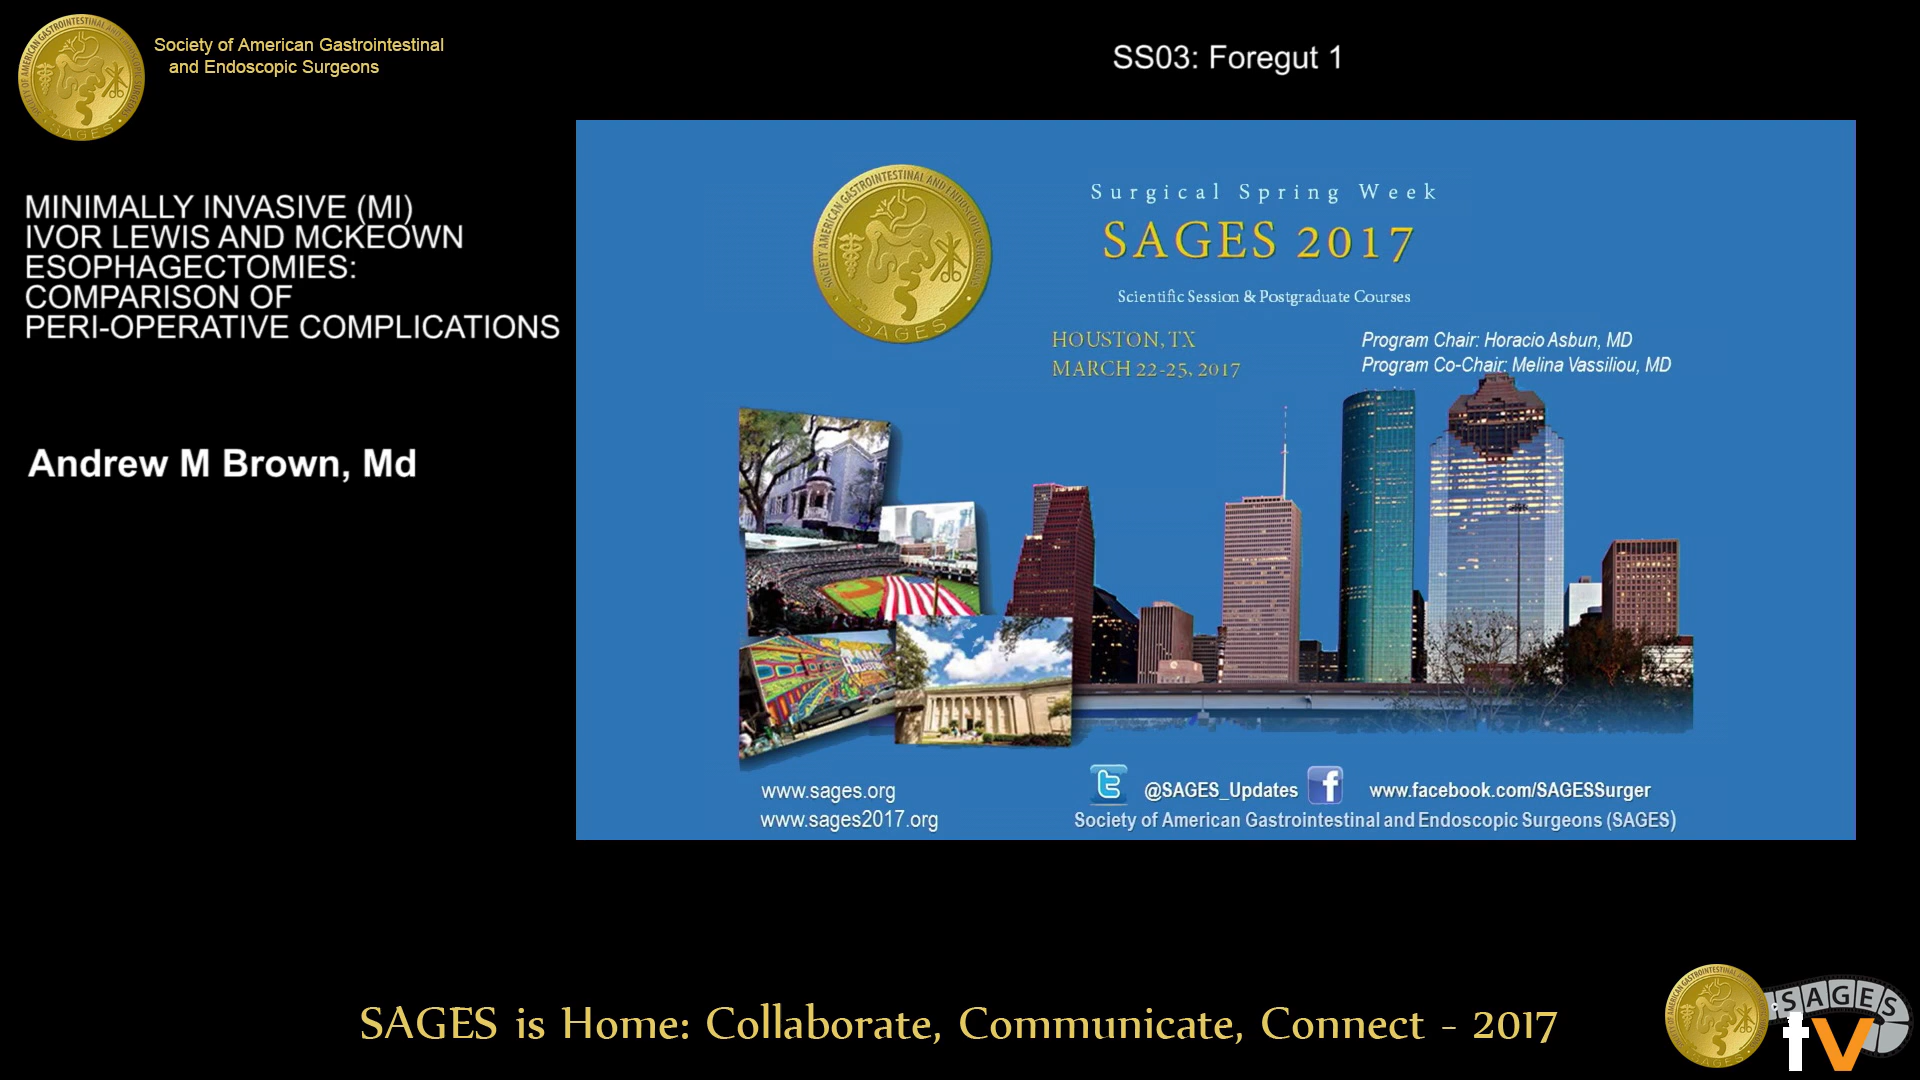 Society of American Gastrointestinal
and Endoscopic Surgeons
SS03: Foregut 1
MINIMALLY INVASIVE (MI)
IVOR LEWIS AND MCKEOWN
ESOPHAGECTOMIES:
COMPARISON OF
PERI-OPERATIVE COMPLICATIONS
Andrew M Brown, Md
Surgical Spring Week
SAGES 2017
Scientific Session & Postgraduate Courses
HOUSTON, TX
MARCH 22-25, 2017
Program Chair: Horacio Asbun, MD
Program Co-Chair: Melina Vassiliou, MD
SAGES
www.sages.org
www.sages2017.org
@SAGES_Updates
www.facebook.com/SAGESSurger
Society of American Gastrointestinal and Endoscopic Surgeons (SAGES)
SAGES is Home: Collaborate, Communicate, Connect - 2017
SAGES
tv